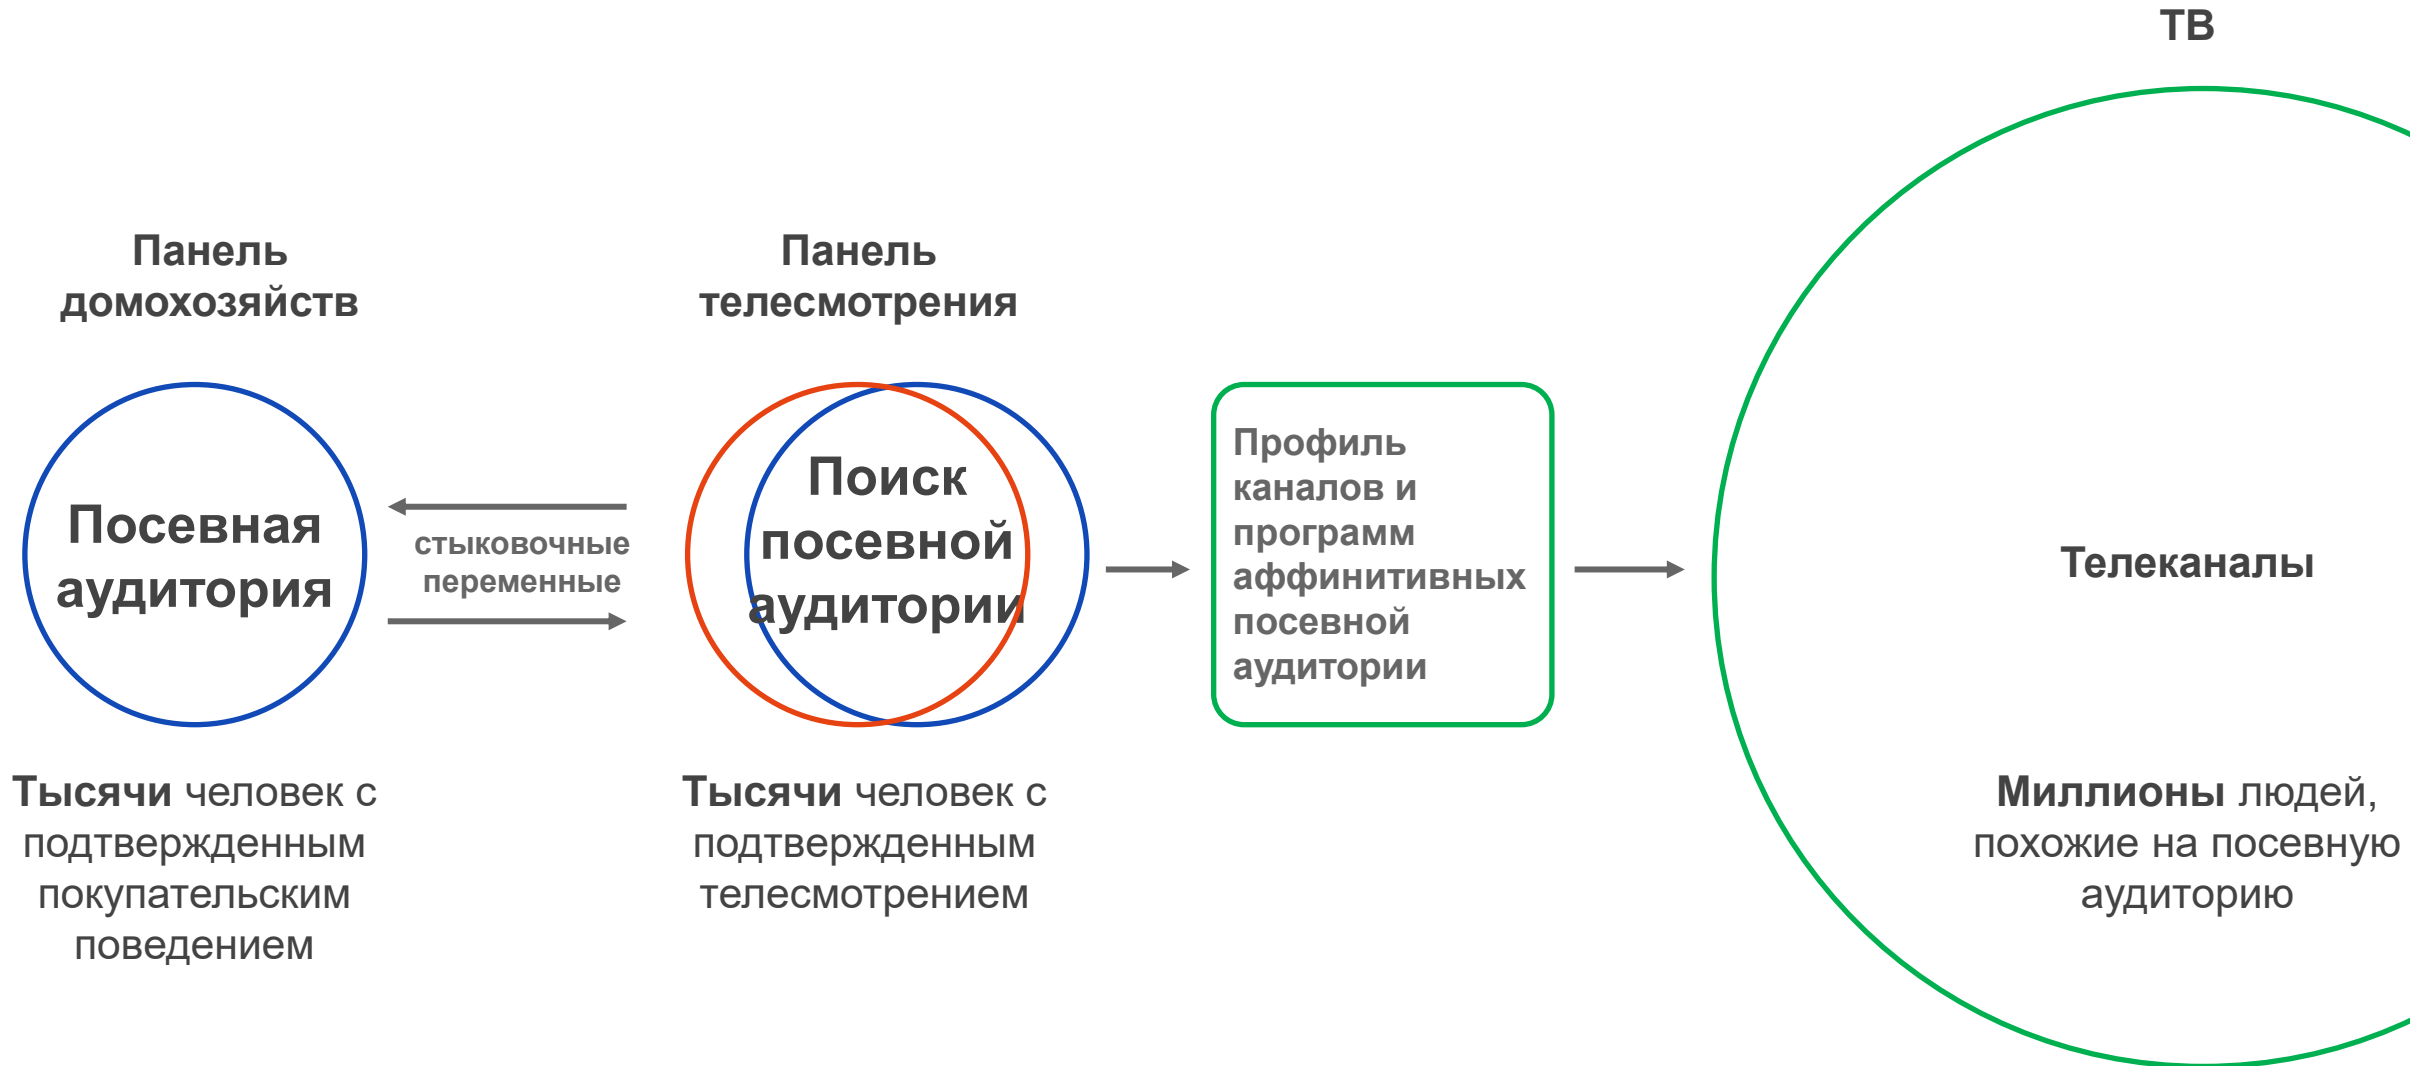 ТВ
Панель
домохозяйств
Посевная
аудитория
Тысячи человек с
подтвержденным
покупательским
поведением
стыковочные
переменные
Панель
телесмотрения
Поиск
посевной
аудитории
Тысячи человек с
подтвержденным
телесмотрением
Профиль
каналов и
программ
аффинитивных
посевной
аудитории
Телеканалы
Миллионы людей,
похожие на посевную
аудиторию